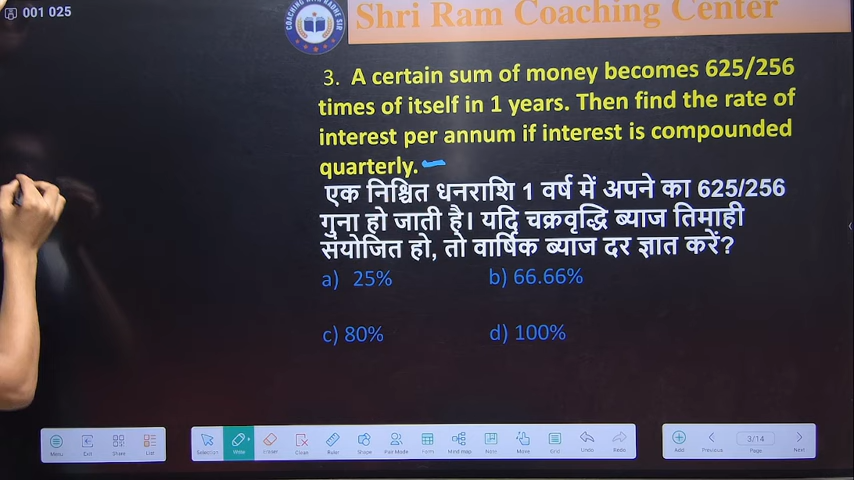 001 025
Shri Ram Coaching Center
3. A certain sum of money becomes 625/256
times of itself in 1 years. Then find the rate of
interest per annum if interest is compounded
quarterly.
एक निश्चित धनराशि 1 वर्ष में अपने का 625/256
गुना हो जाती है। यदि चक्रवृद्धि ब्याज तिमाही
संयोजित हो, तो वार्षिक ब्याज दर ज्ञात करें?
a) 25% b) 66.66%
c) 80% d) 100%
Menu Exit Share List Selection Write Eraser Clean Ruler Shape Pair Mode Form Mind map Note Move Grid Undo Redo Add Previous 3/14 Page Next